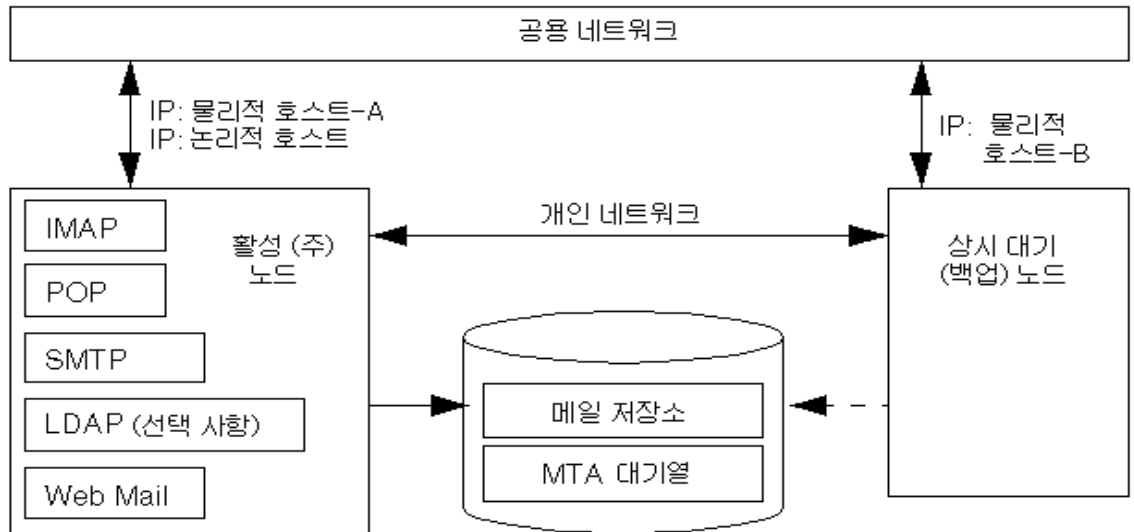 공용 네트워크
IP: 물리적 호스트-A
IP: 논리적 호스트
IP: 물리적
호스트-B
IMAP
POP
SMTP
LDAP (선택 사항)
Web Mail
활성 (주)
노드
개인 네트워크
상시 대기
(백업) 노드
메일 저장소
MTA 대기열